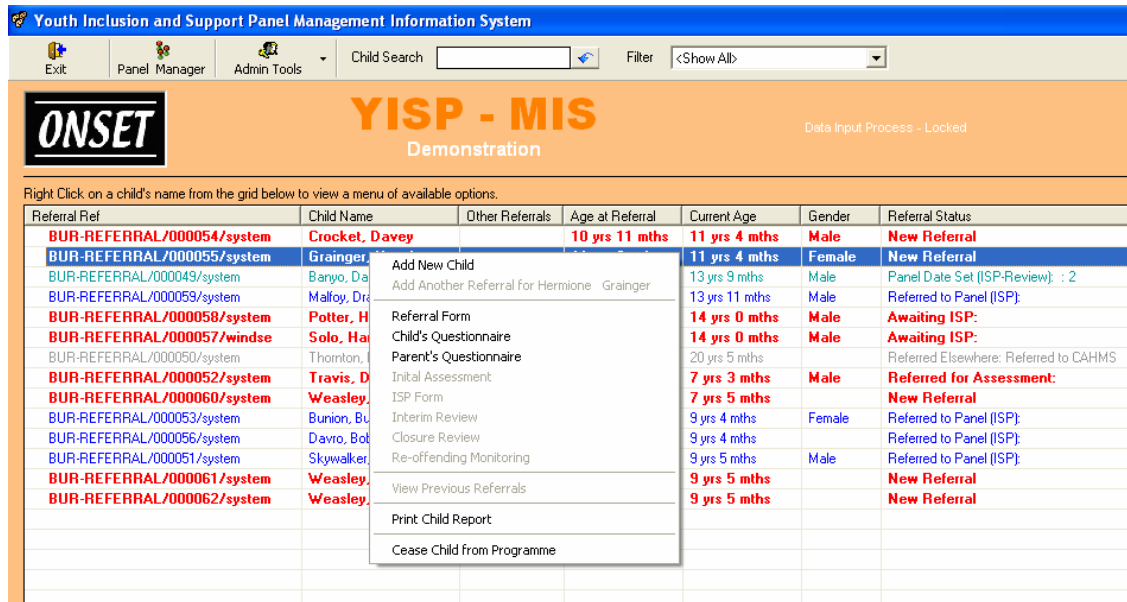 Youth Inclusion and Support Panel Management Information System
Exit Panel Manager Admin Tools Child Search Filter <Show All>
ONSET
YISP - MIS
Demonstration
Data Input Process - Locked
Right Click on a child's name from the grid below to view a menu of available options.
Referral Ref Child Name Other Referrals Age at Referral Current Age Gender Referral Status
BUR-REFERRAL/000054/system Crocket, Davey 10 yrs 11 mths 11 yrs 4 mths Male New Referral
BUR-REFERRAL/000055/system Grainger, 11 yrs 4 mths Female New Referral
BUR-REFERRAL/000049/system Banyo, Da 13 yrs 9 mths Male Panel Date Set (ISP-Review): : 2
BUR-REFERRAL/000059/system Malfoy, Dra 13 yrs 11 mths Male Referred to Panel (ISP):
BUR-REFERRAL/000058/system Potter, H 14 yrs 0 mths Male Awaiting ISP:
BUR-REFERRAL/000057/windse Solo, Ha 14 yrs 0 mths Male Awaiting ISP:
BUR-REFERRAL/000050/system Thornton, 20 yrs 5 mths Referred Elsewhere: Referred to CAHMS
BUR-REFERRAL/000052/system Travis, D 7 yrs 3 mths Male Referred for Assessment:
BUR-REFERRAL/000060/system Weasley, 7 yrs 5 mths New Referral
BUR-REFERRAL/000053/system Bunion, Bu 9 yrs 4 mths Female Referred to Panel (ISP):
BUR-REFERRAL/000056/system Davro, Bob 9 yrs 4 mths Referred to Panel (ISP):
BUR-REFERRAL/000051/system Skywalker, 9 yrs 5 mths Male Referred to Panel (ISP):
BUR-REFERRAL/000061/system Weasley, 9 yrs 5 mths New Referral
BUR-REFERRAL/000062/system Weasley, 9 yrs 5 mths New Referral
Add New Child
Add Another Referral for Hermione Grainger
Referral Form
Child's Questionnaire
Parent's Questionnaire
Inital Assessment
ISP Form
Interim Review
Closure Review
Re-offending Monitoring
View Previous Referrals
Print Child Report
Cease Child from Programme